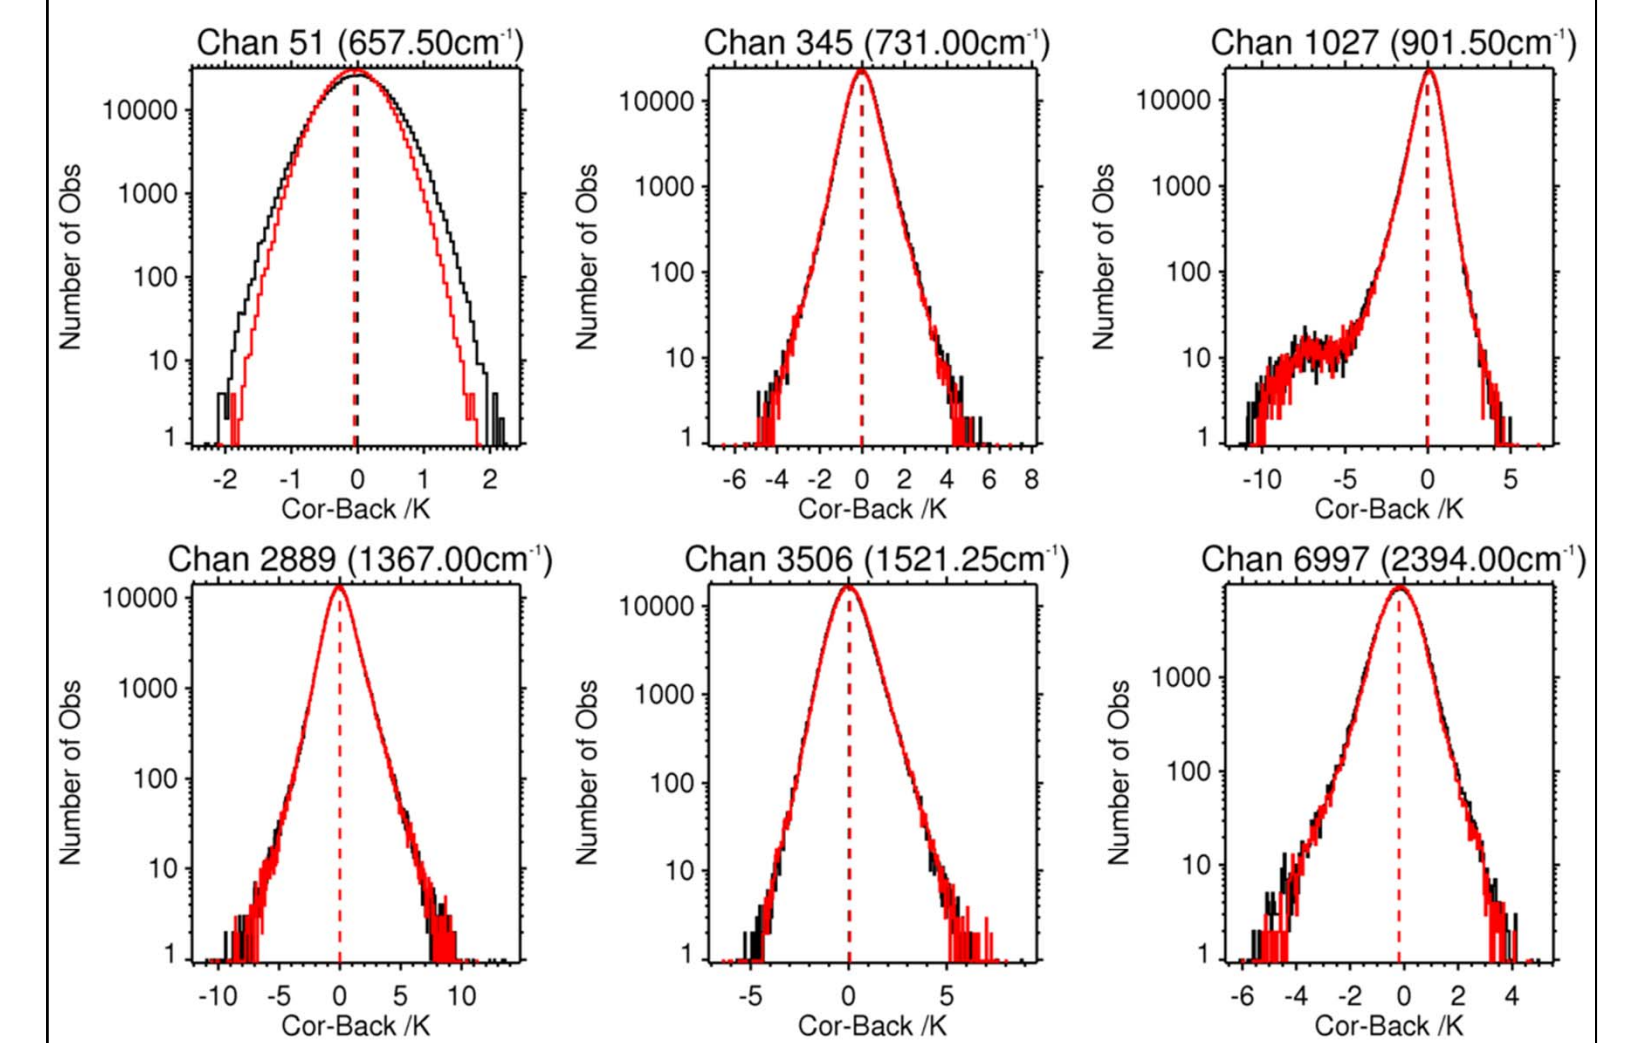 Chan 51 (657.50cm⁻¹)
Number of Obs
10000
1000
100
10
1
-2 -1 0 1 2
Cor-Back /K
Chan 345 (731.00cm⁻¹)
Number of Obs
10000
1000
100
10
1
-6 -4 -2 0 2 4 6 8
Cor-Back /K
Chan 1027 (901.50cm⁻¹)
Number of Obs
10000
1000
100
10
1
-10 -5 0 5
Cor-Back /K
Chan 2889 (1367.00cm⁻¹)
Number of Obs
10000
1000
100
10
1
-10 -5 0 5 10
Cor-Back /K
Chan 3506 (1521.25cm⁻¹)
Number of Obs
10000
1000
100
10
1
-5 0 5
Cor-Back /K
Chan 6997 (2394.00cm⁻¹)
Number of Obs
1000
100
10
1
-6 -4 -2 0 2 4
Cor-Back /K